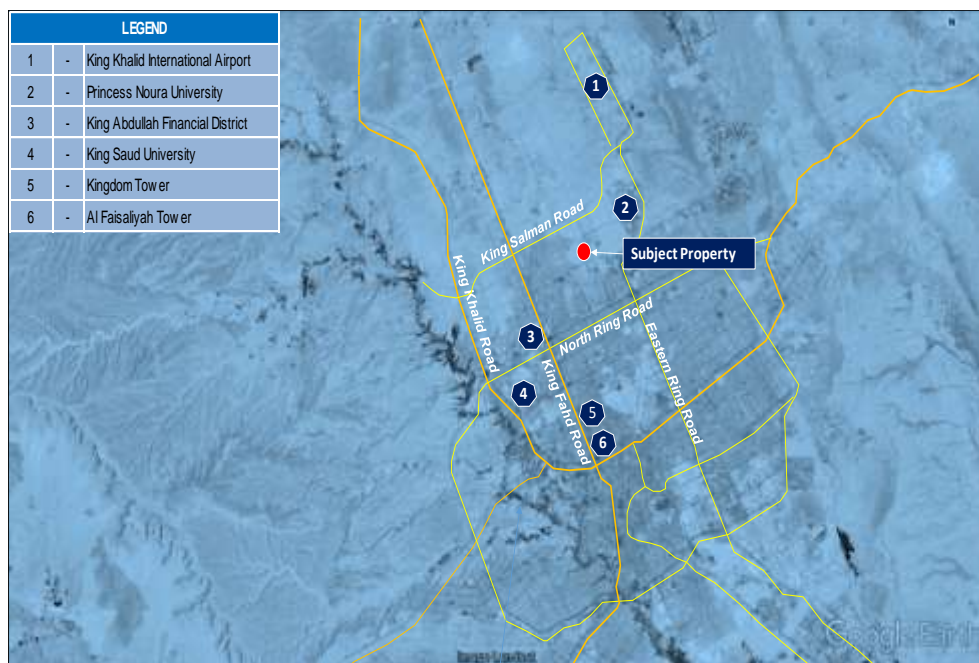 LEGEND
1 - King Khalid International Airport
2 - Princess Noura University
3 - King Abdullah Financial District
4 - King Saud University
5 - Kingdom Tower
6 - Al Faisaliyah Tower
1
2
King Salman Road
Subject Property
King Khalid Road
North Ring Road
3
Eastern Ring Road
King Fahd Road
4
5
6
Google Earth